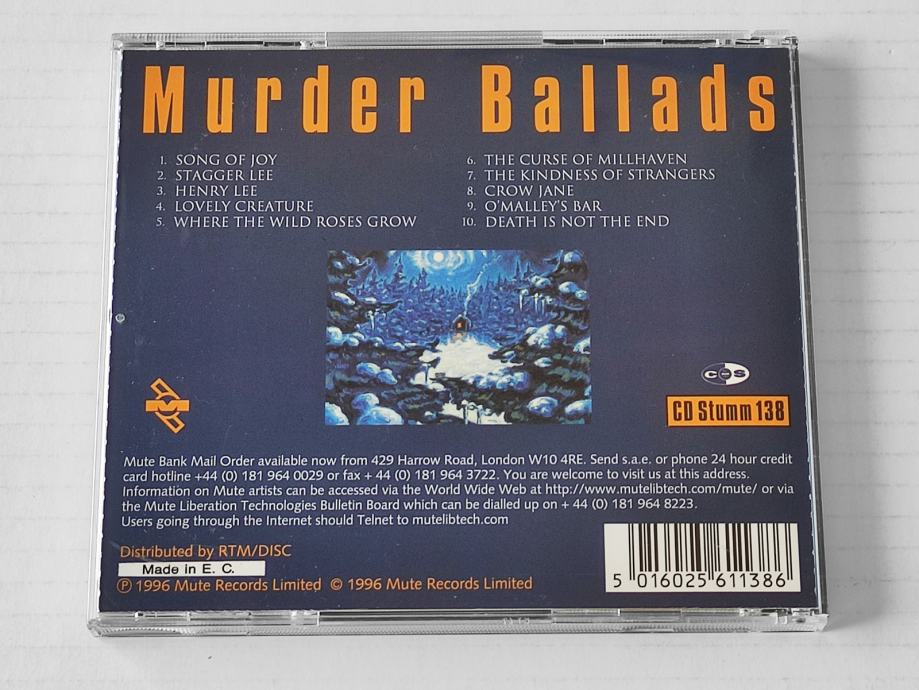 Murder Ballads
1. SONG OF JOY
2. STAGGER LEE
3. HENRY LEE
4. LOVELY CREATURE
5. WHERE THE WILD ROSES GROW
6. THE CURSE OF MILLHAVEN
7. THE KINDNESS OF STRANGERS
8. CROW JANE
9. O'MALLEY'S BAR
10. DEATH IS NOT THE END
C-S
CD Stumm 138
Mute Bank Mail Order available now from 429 Harrow Road, London W10 4RE. Send s.a.e. or phone 24 hour credit
card hotline +44 (0) 181 964 0029 or fax + 44 (0) 181 964 3722. You are welcome to visit us at this address.
Information on Mute artists can be accessed via the World Wide Web at http://www.mutelibtech.com/mute/ or via
the Mute Liberation Technologies Bulletin Board which can be dialled up on + 44 (0) 181 964 8223.
Users going through the Internet should Telnet to mutelibtech.com
Distributed by RTM/DISC
Made in E. C.
℗ 1996 Mute Records Limited © 1996 Mute Records Limited
5 016025 611386